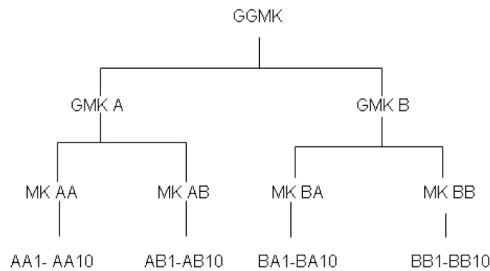 GGMK
GMK A GMK B
MK AA MK AB MK BA MK BB
AA1- AA10 AB1-AB10 BA1-BA10 BB1-BB10